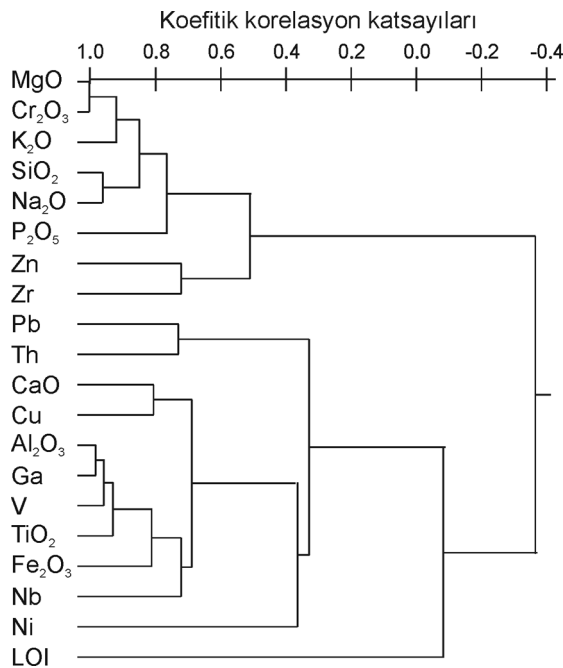 Koefitik korelasyon katsayıları
1.0 0.8 0.6 0.4 0.2 0.0 -0.2 -0.4
MgO
Cr₂O₃
K₂O
SiO₂
Na₂O
P₂O₅
Zn
Zr
Pb
Th
CaO
Cu
Al₂O₃
Ga
V
TiO₂
Fe₂O₃
Nb
Ni
LOI